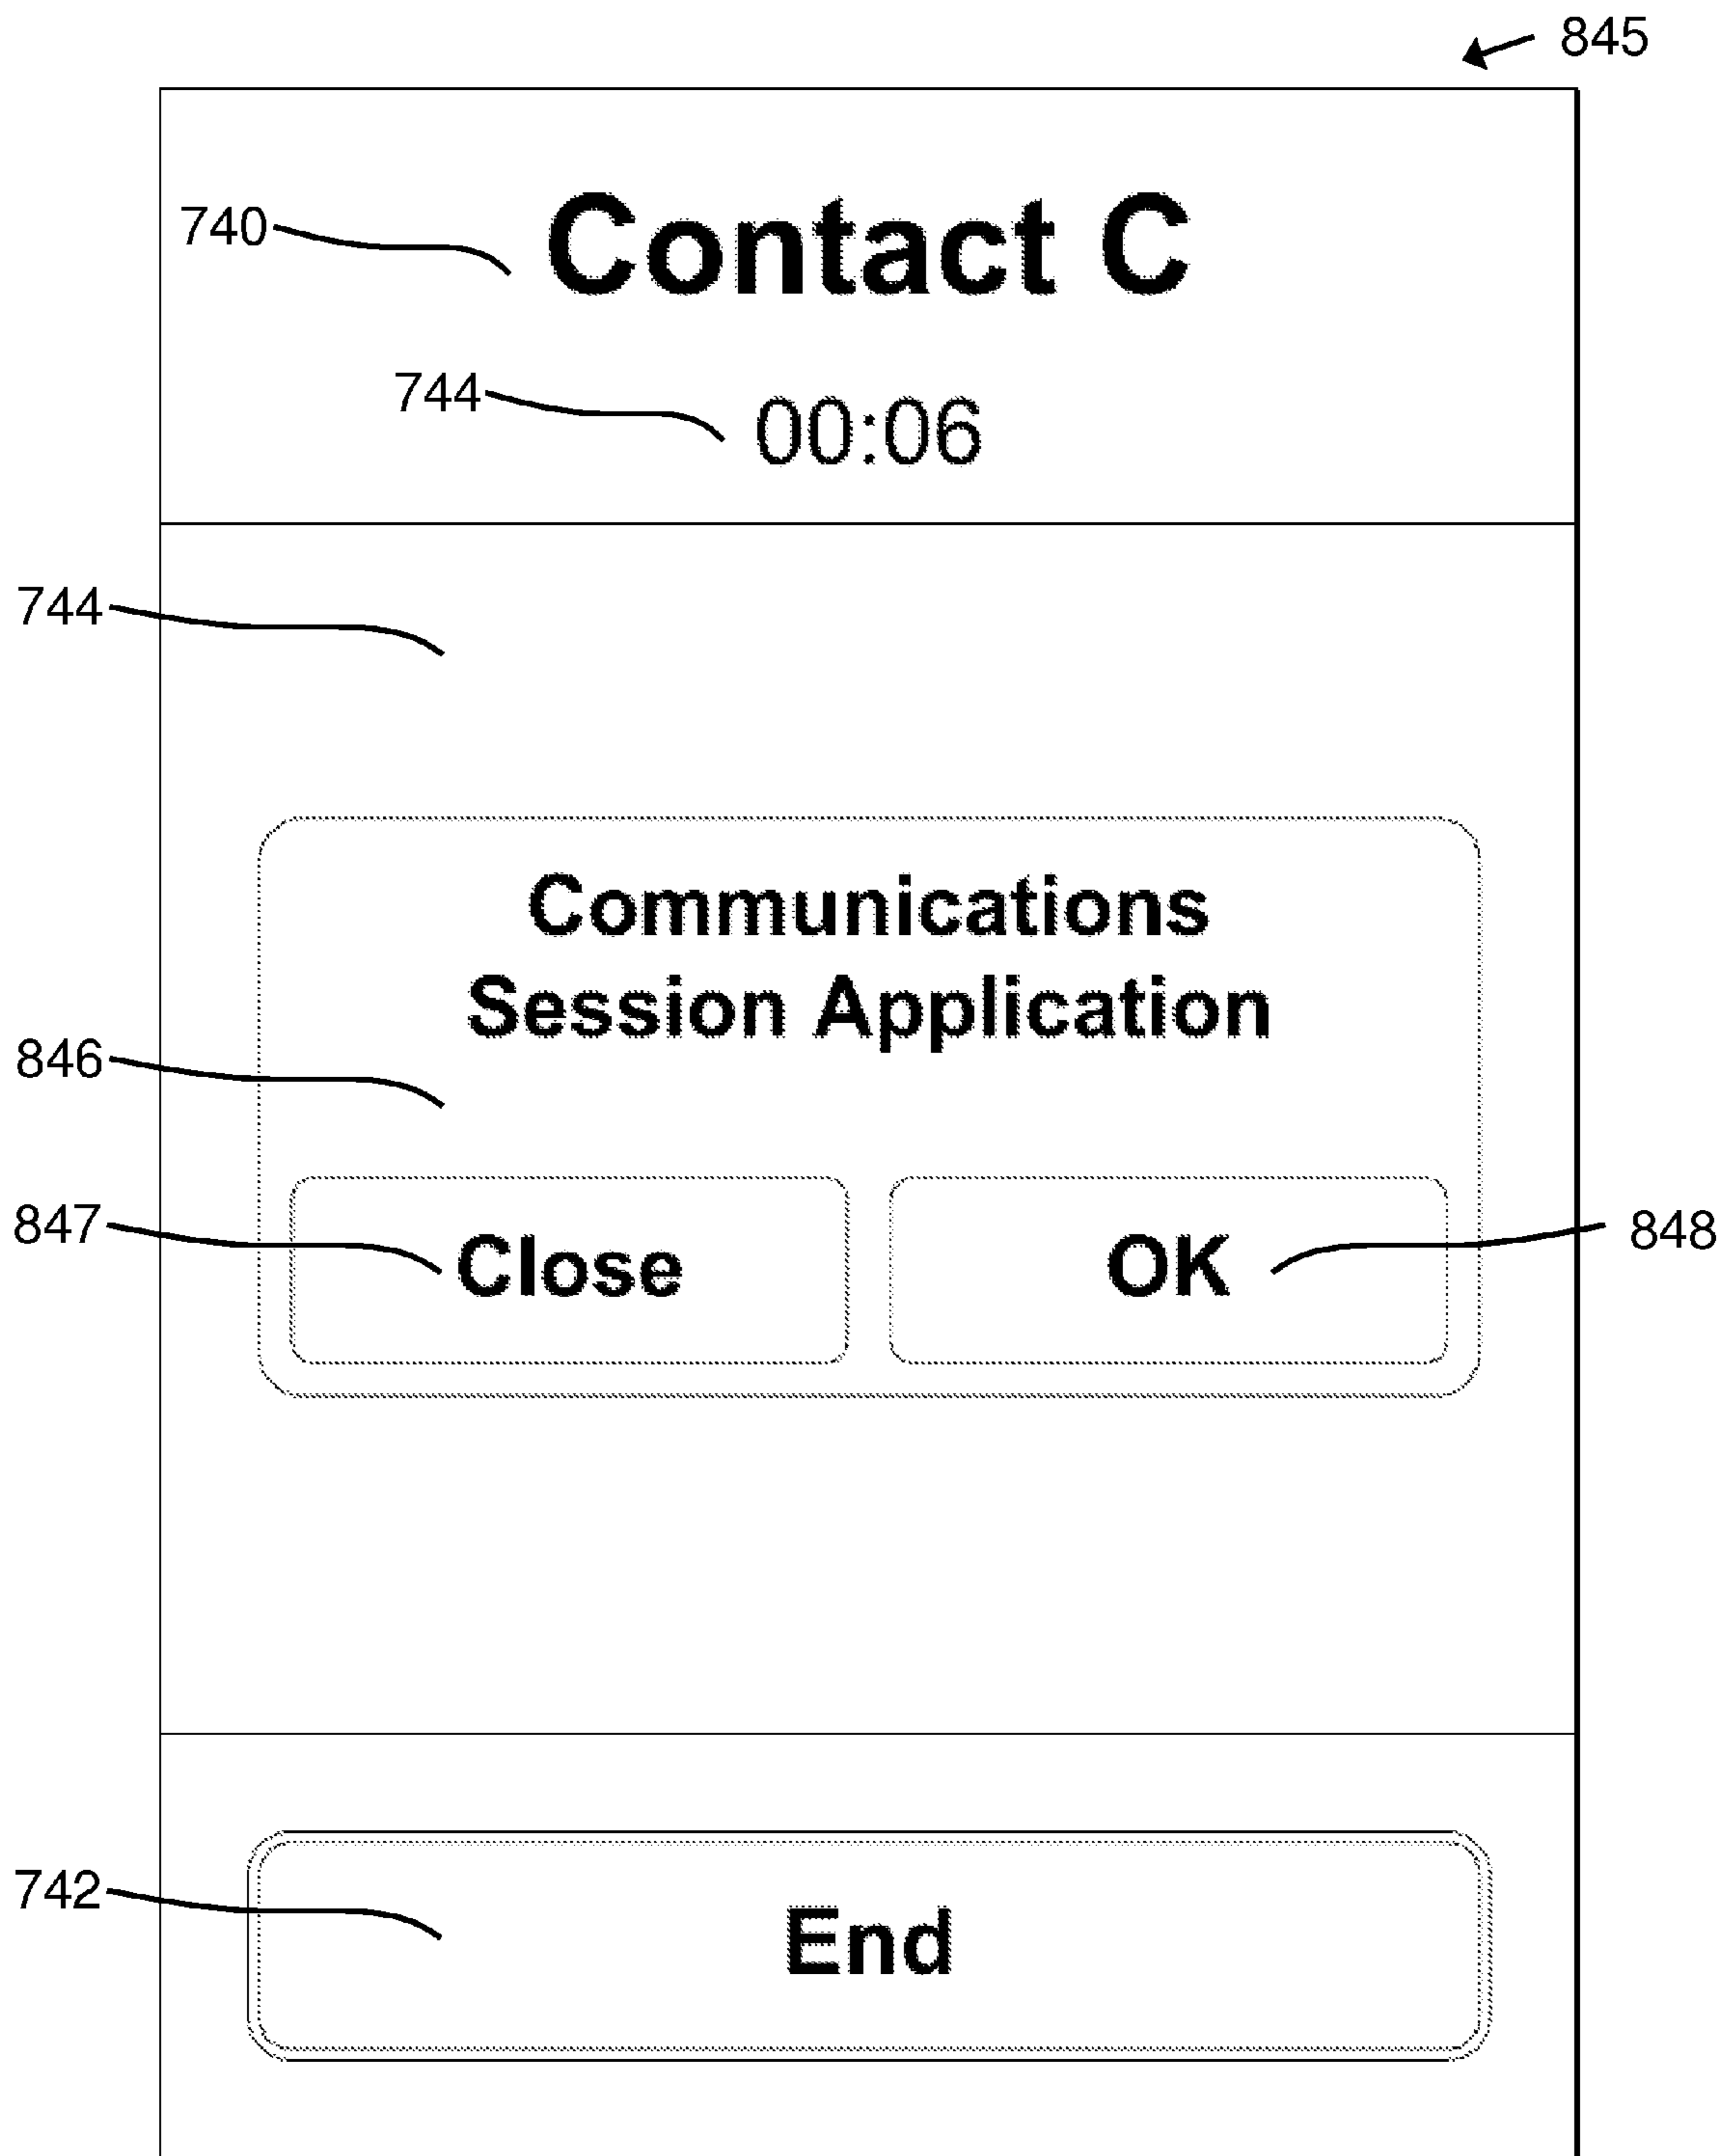 845
740
Contact C
744
00:06
744
Communications
Session Application
846
847
Close
OK
848
742
End